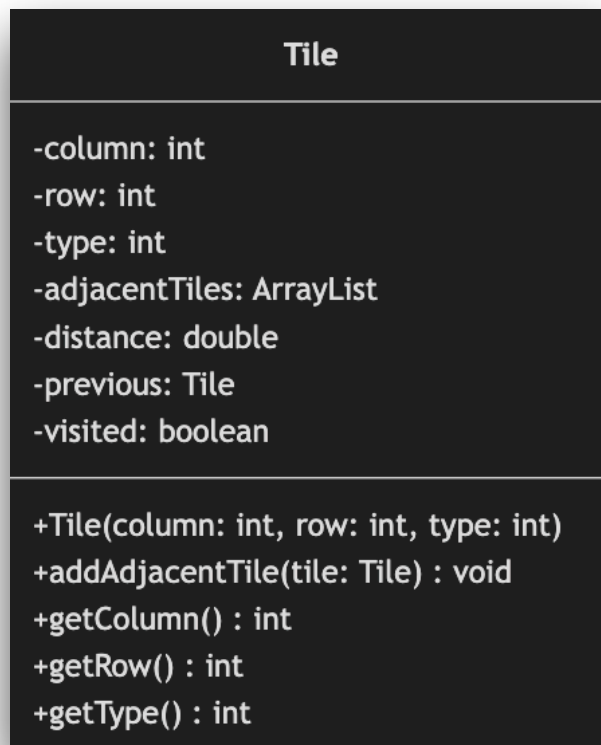 Tile
-column: int
-row: int
-type: int
-adjacentTiles: ArrayList
-distance: double
-previous: Tile
-visited: boolean
+Tile(column: int, row: int, type: int)
+addAdjacentTile(tile: Tile) : void
+getColumn() : int
+getRow() : int
+getType() : int